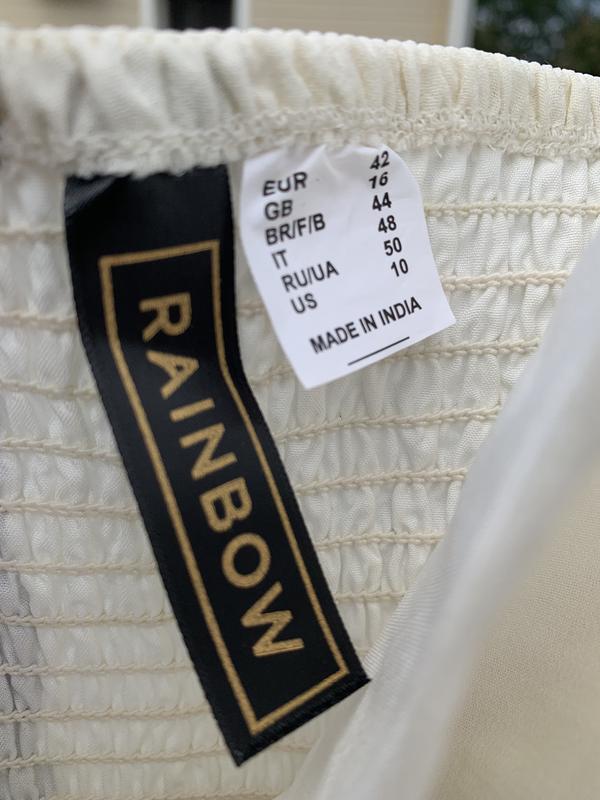 EUR 42
GB 16
BR/F/B 44
IT 48
RU/UA 50
US 10
MADE IN INDIA
RAINBOW